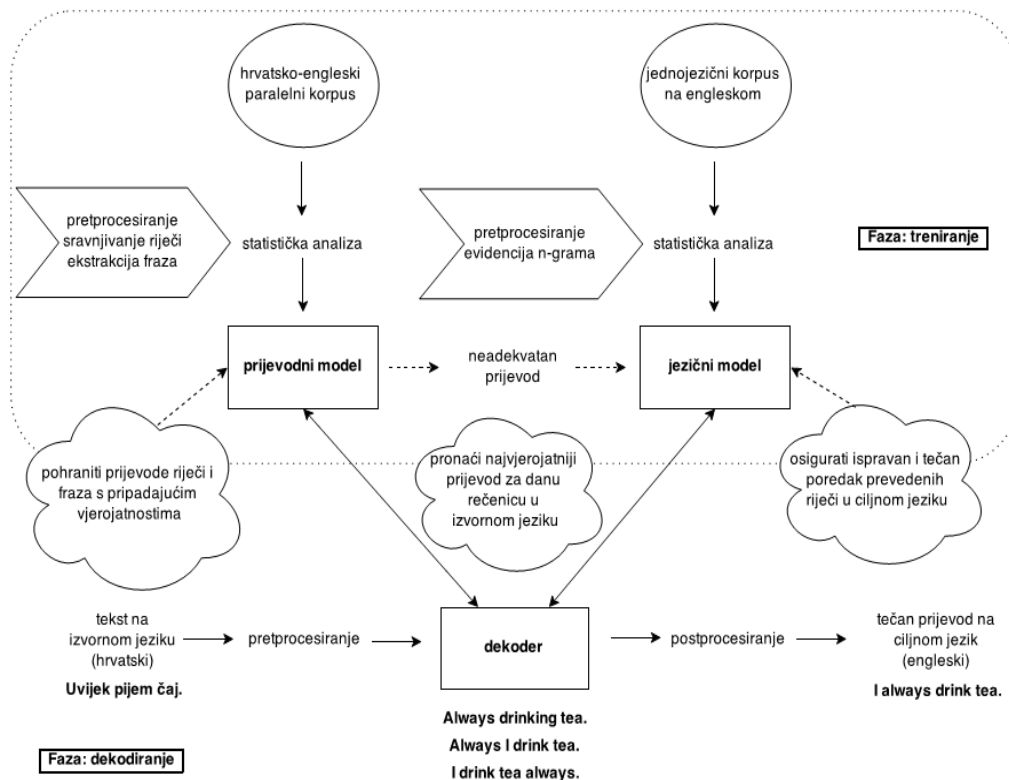 hrvatsko-engleski
paralelni korpus
jednojezični korpus
na engleskom
pretprocesiranje
sravnjivanje riječi
ekstrakcija fraza
statistička analiza
pretprocesiranje
evidencija n-grama
statistička analiza
Faza: treniranje
prijevodni model
neadekvatan
prijevod
jezični model
pohraniti prijevode riječi i
fraza s pripadajućim
vjerojatnostima
pronaći najvjerojatniji
prijevod za danu
rečenicu u
izvornom jeziku
osigurati ispravan i tečan
poredak prevedenih
riječi u ciljnom jeziku
tekst na
izvornom jeziku
(hrvatski)
Uvijek pijem čaj.
pretprocesiranje
dekoder
postprocesiranje
tečan prijevod na
ciljnom jezik
(engleski)
I always drink tea.
Always drinking tea.
Always I drink tea.
I drink tea always.
Faza: dekodiranje